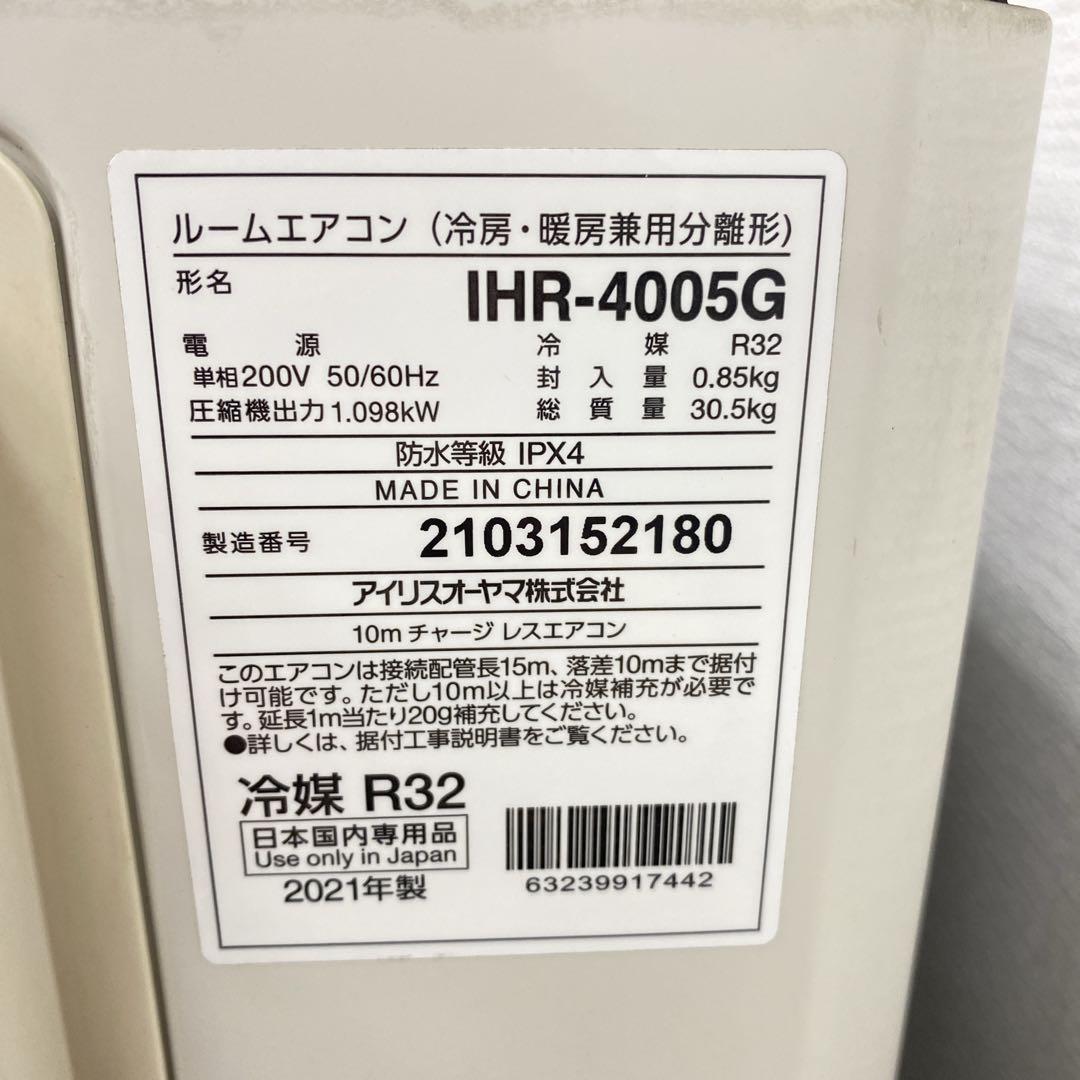 ルームエアコン（冷房・暖房兼用分離形）
形名 IHR-4005G
電源 冷媒 R32
単相200V 50/60Hz 封入量 0.85kg
圧縮機出力1.098kW 総質量 30.5kg
防水等級 IPX4
MADE IN CHINA
製造番号 2103152180
アイリスオーヤマ株式会社
10m チャージレスエアコン
このエアコンは接続配管長15m、落差10mまで据付
け可能です。ただし10m以上は冷媒補充が必要で
す。延長1m当たり20g補充してください。
●詳しくは、据付工事説明書をご覧ください。
冷媒 R32
日本国内専用品
Use only in Japan
2021年製
63239917442